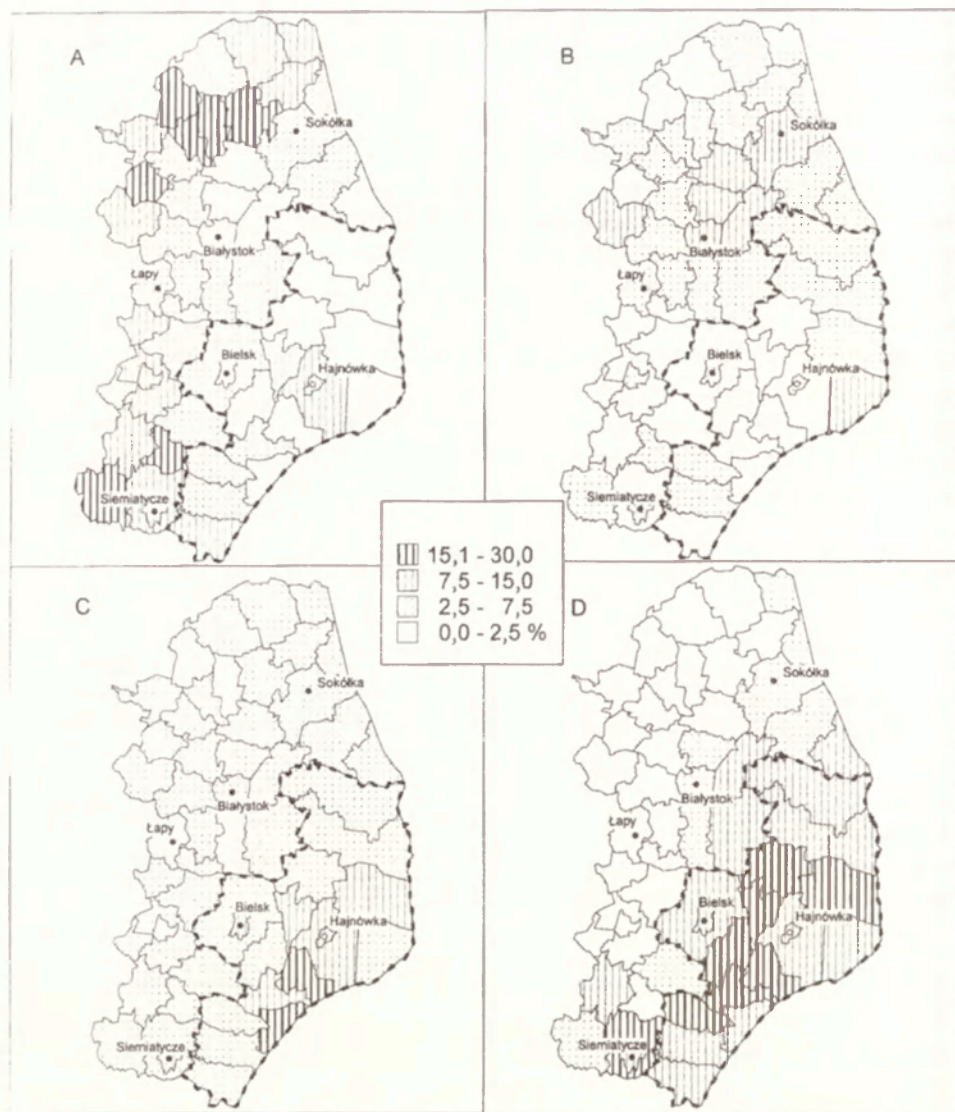 A
Sokółka
Białystok
Łapy
Bielsk
Hajnówka
Siemiatycze
B
Sokółka
Białystok
Łapy
Bielsk
Hajnówka
Siemiatycze
15,1 - 30,0
7,5 - 15,0
2,5 - 7,5
0,0 - 2,5 %
C
Sokółka
Białystok
Łapy
Bielsk
Hajnówka
Siemiatycze
D
Sokółka
Białystok
Łapy
Bielsk
Hajnówka
Siemiatycze